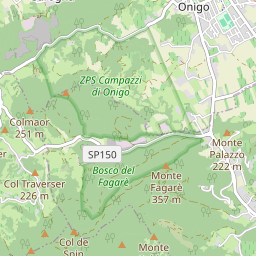 Onigo
ZPS Campazzi
di Onigo
Colmaor
251 m
SP150
Monte
Palazzo
222 m
Bosco del
Fagarè
Monte
Fagarè
357 m
Col Traverser
226 m
Col de
Spin
Monte